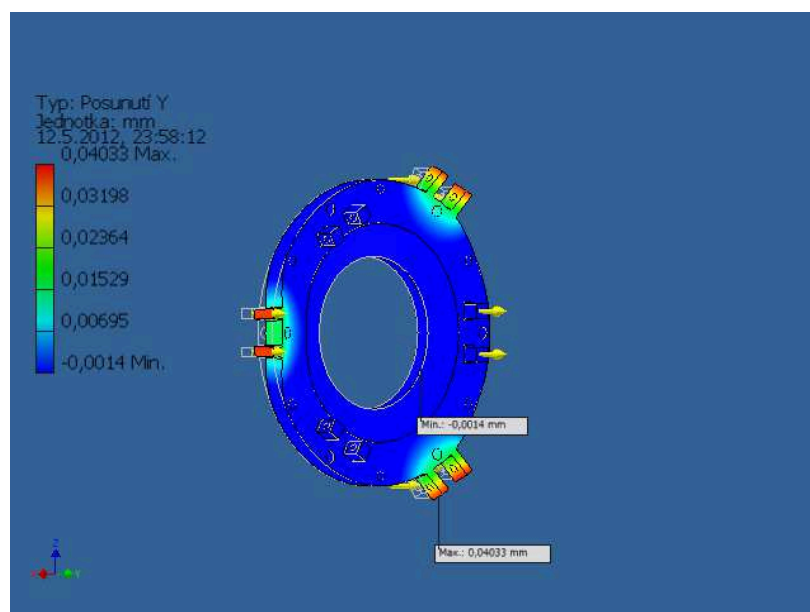 Typ: Posunutí Y
Jednotka: mm
12.5.2012, 23:58:12
0,04033 Max.
0,03198
0,02364
0,01529
0,00695
-0,0014 Min.
Min.: -0,0014 mm
Max.: 0,04033 mm
Z
Y